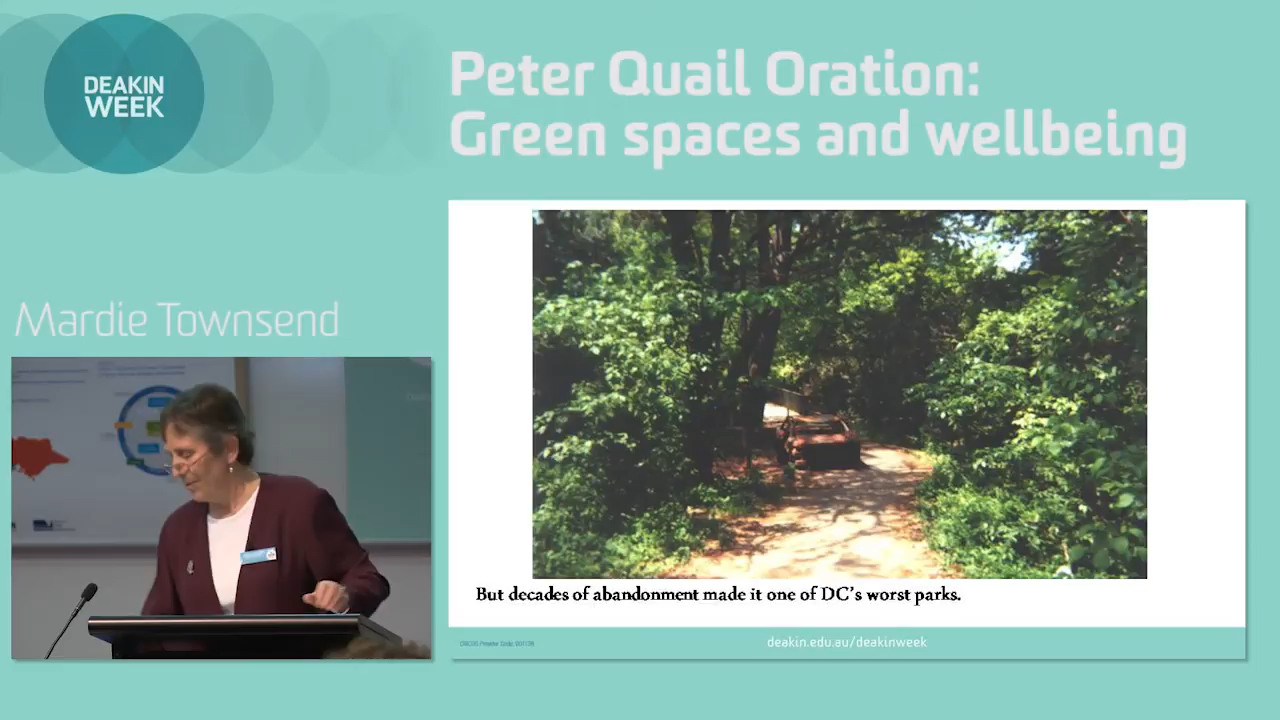 DEAKIN
WEEK
Peter Quail Oration:
Green spaces and wellbeing
Mardie Townsend
But decades of abandonment made it one of DC's worst parks.
deakin.edu.au/deakinweek